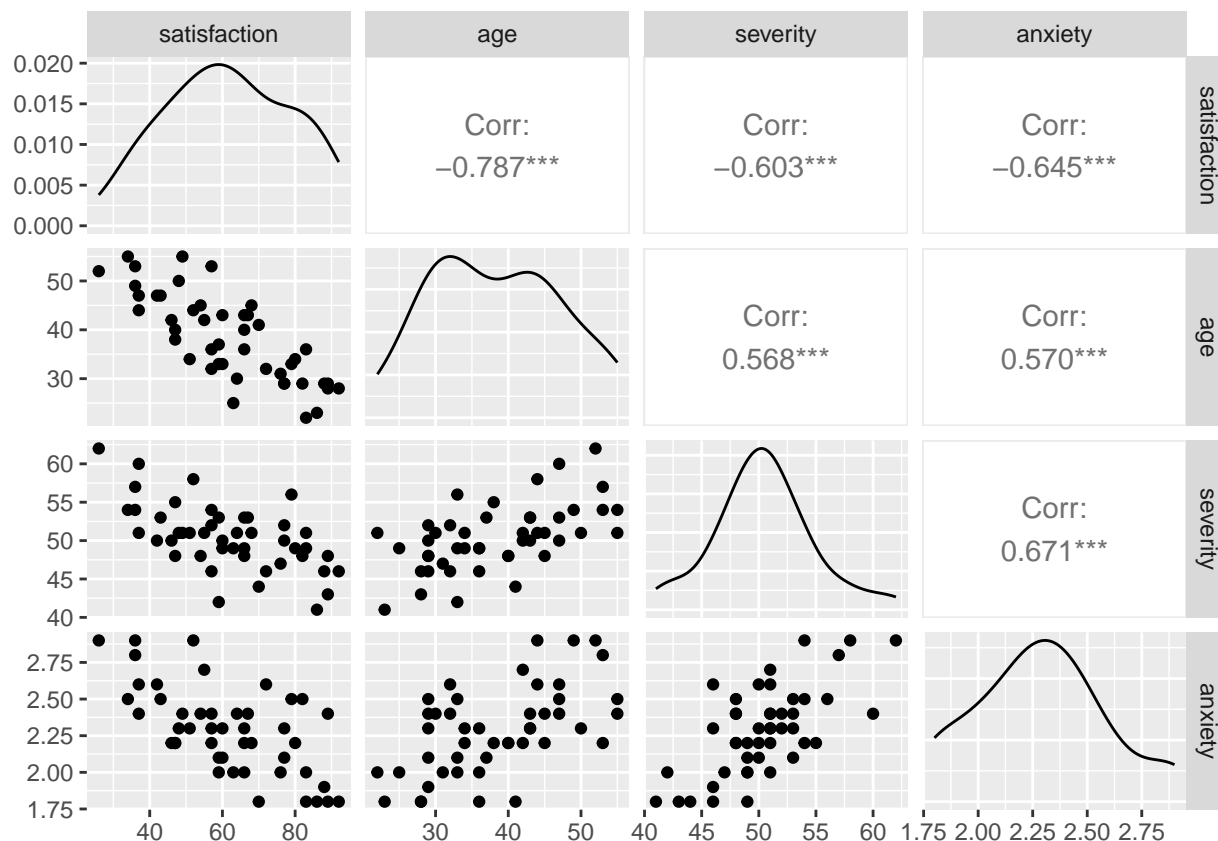 satisfaction age severity anxiety
0.020
0.015
0.010
0.005
0.000
Corr:
−0.787***
Corr:
−0.603***
Corr:
−0.645***
satisfaction
50
40
30
Corr:
0.568***
Corr:
0.570***
age
60
55
50
45
40
Corr:
0.671***
severity
2.75
2.50
2.25
2.00
1.75
anxiety
40 60 80 30 40 50 40 45 50 55 60 1.75 2.00 2.25 2.50 2.75